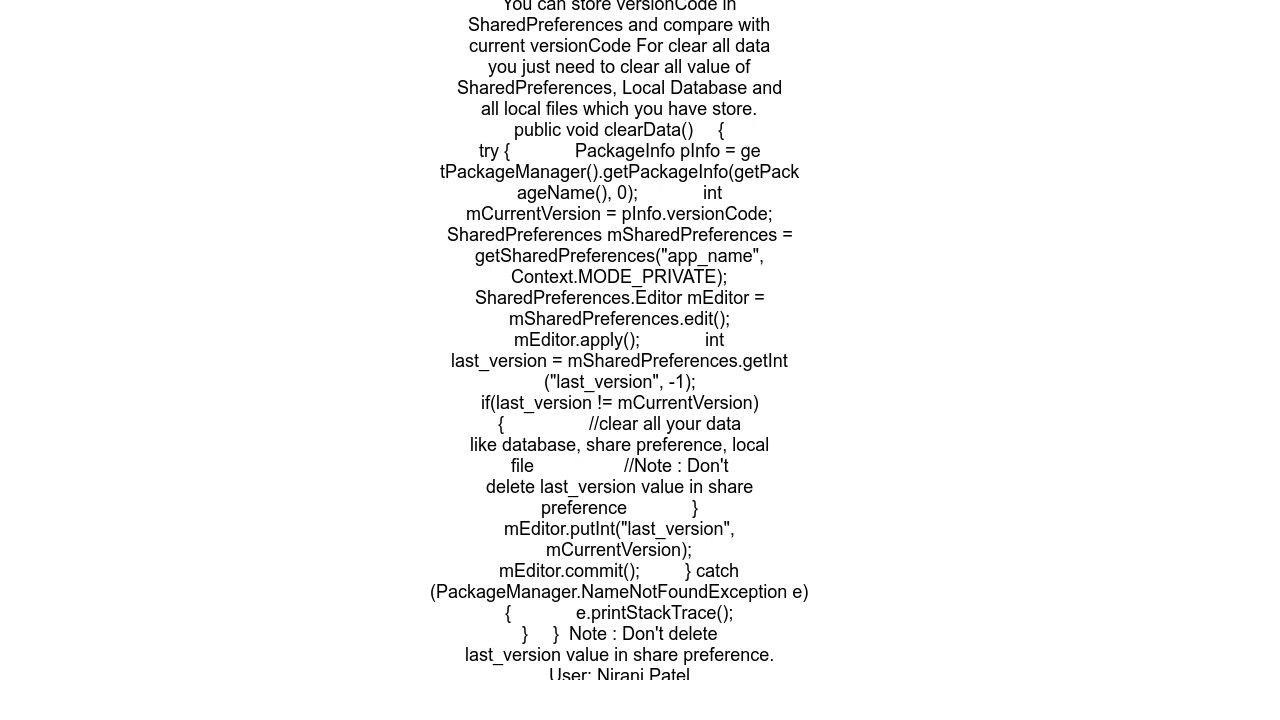 You can store versionCode in
SharedPreferences and compare with
current versionCode For clear all data
you just need to clear all value of
SharedPreferences, Local Database and
all local files which you have store.
public void clearData()     {
try {             PackageInfo pInfo = ge
tPackageManager().getPackageInfo(getPack
ageName(), 0);             int
mCurrentVersion = pInfo.versionCode;
SharedPreferences mSharedPreferences =
getSharedPreferences("app_name",
Context.MODE_PRIVATE);
SharedPreferences.Editor mEditor =
mSharedPreferences.edit();
mEditor.apply();             int
last_version = mSharedPreferences.getInt
("last_version", -1);
if(last_version != mCurrentVersion)
{                 //clear all your data
like database, share preference, local
file                  //Note : Don't
delete last_version value in share
preference             }
mEditor.putInt("last_version",
mCurrentVersion);
mEditor.commit();         } catch
(PackageManager.NameNotFoundException e)
{             e.printStackTrace();
}     }  Note : Don't delete
last_version value in share preference.
User: Niranj Patel